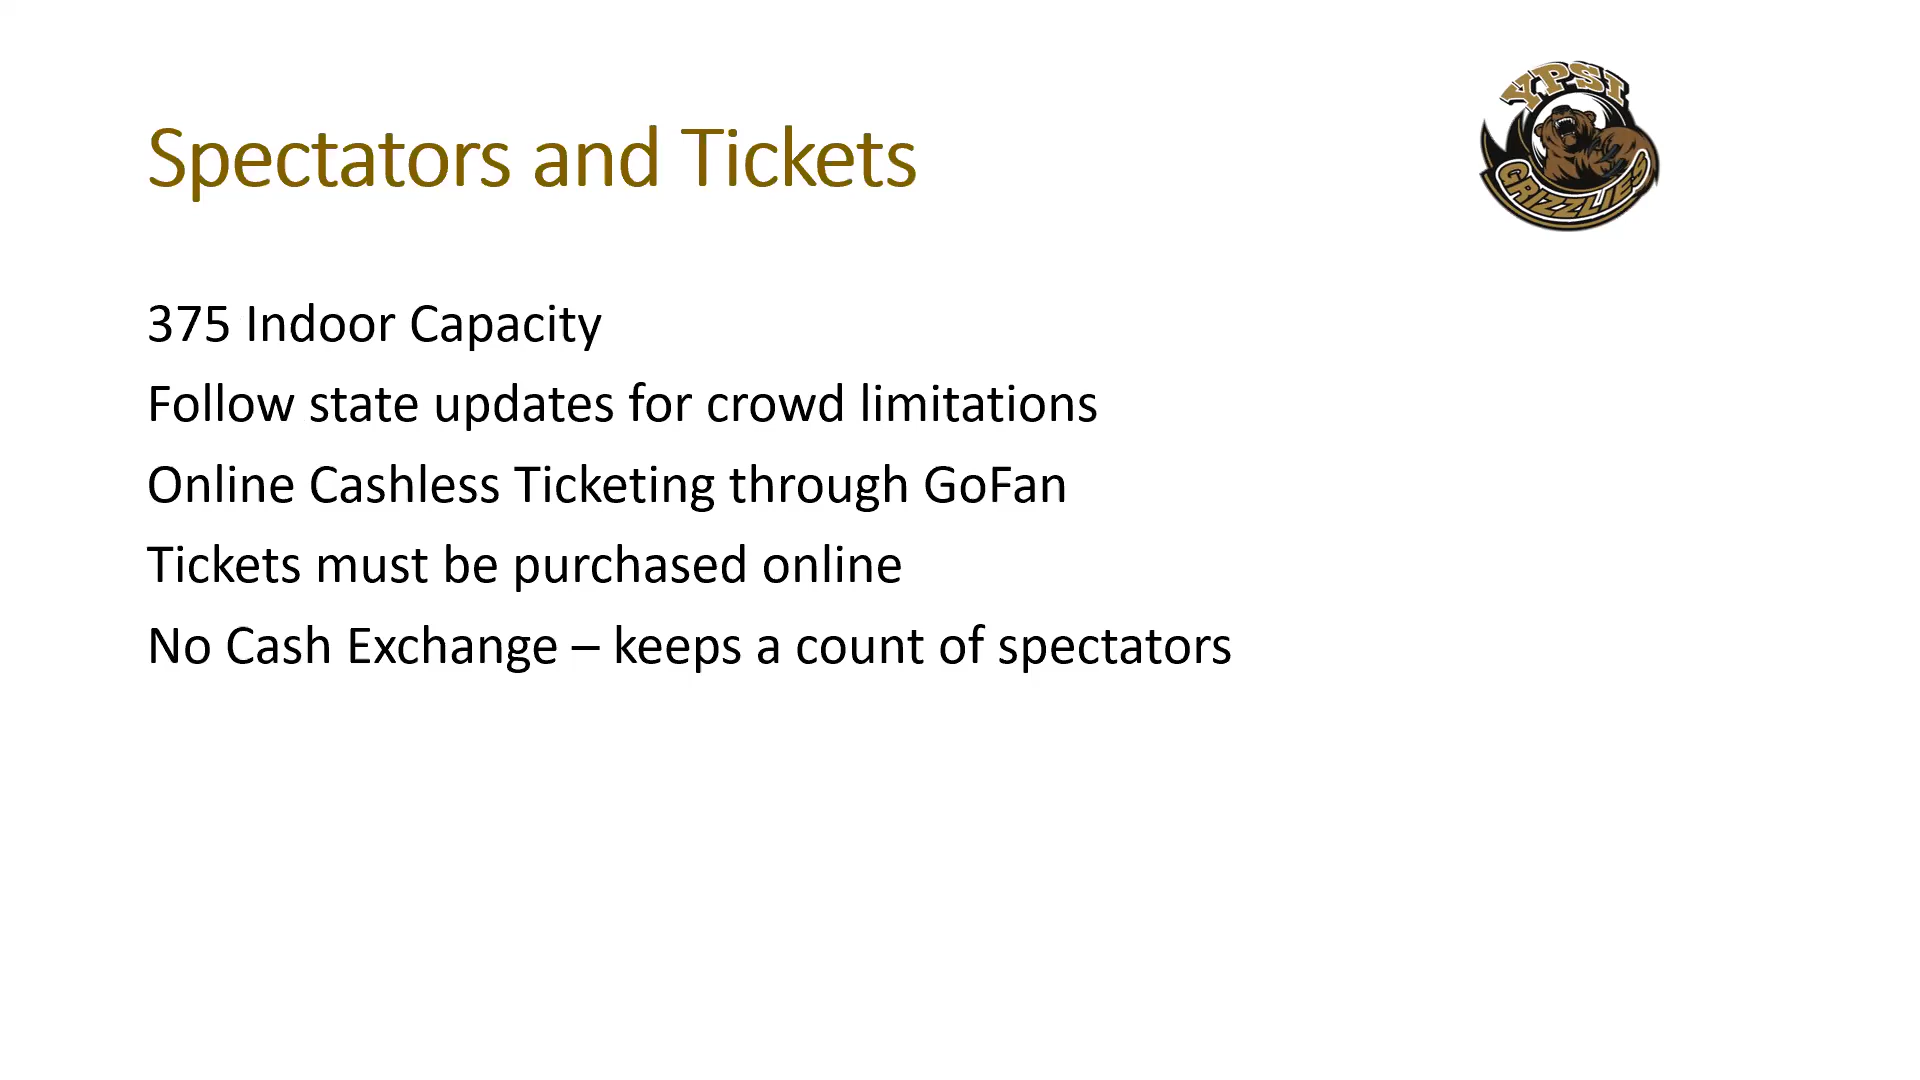 YPSI
GRIZZLIES
Spectators and Tickets
375 Indoor Capacity
Follow state updates for crowd limitations
Online Cashless Ticketing through GoFan
Tickets must be purchased online
No Cash Exchange – keeps a count of spectators